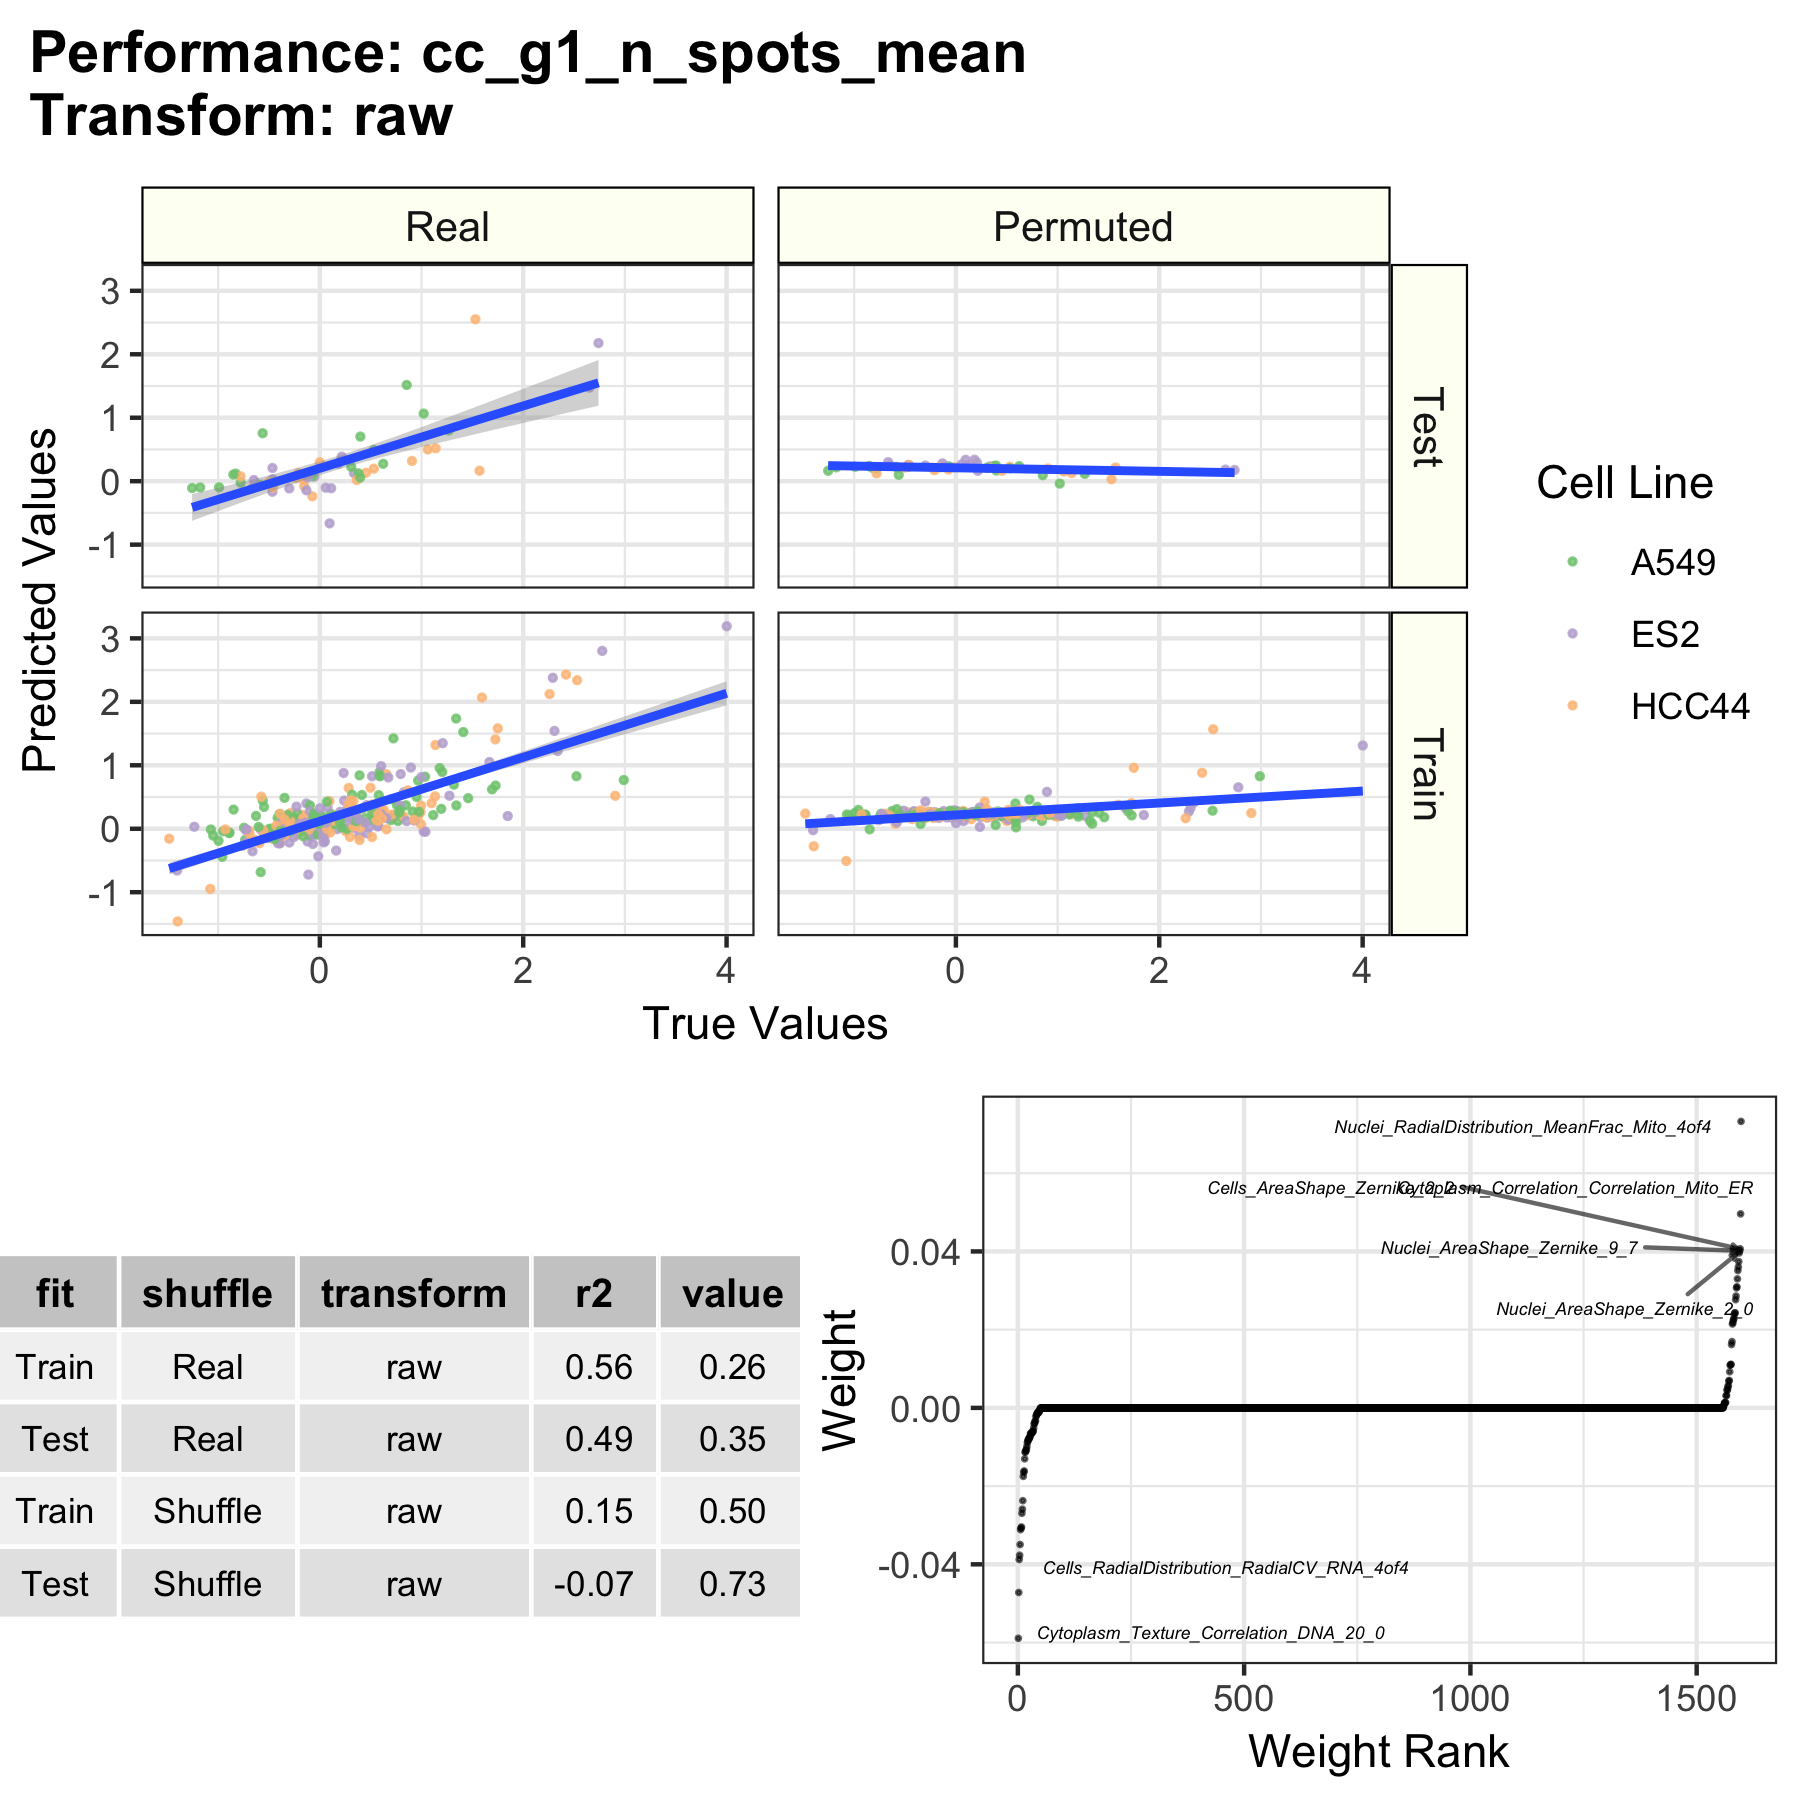 Performance: cc_g1_n_spots_mean
Transform: raw
Real
Permuted
3
2
1
0
-1
Test
3
2
1
0
-1
Train
0
2
4
0
2
4
Predicted Values
True Values
Cell Line
A549
ES2
HCC44
fit shuffle transform r2 value
Train Real raw 0.56 0.26
Test Real raw 0.49 0.35
Train Shuffle raw 0.15 0.50
Test Shuffle raw -0.07 0.73
Weight
0.04
0.00
-0.04
Nuclei_RadialDistribution_MeanFrac_Mito_4of4
Cells_AreaShape_Zernike_2_2
Cytoplasm_Correlation_Correlation_Mito_ER
Nuclei_AreaShape_Zernike_9_7
Nuclei_AreaShape_Zernike_2_0
Cells_RadialDistribution_RadialCV_RNA_4of4
Cytoplasm_Texture_Correlation_DNA_20_0
0
500
1000
1500
Weight Rank